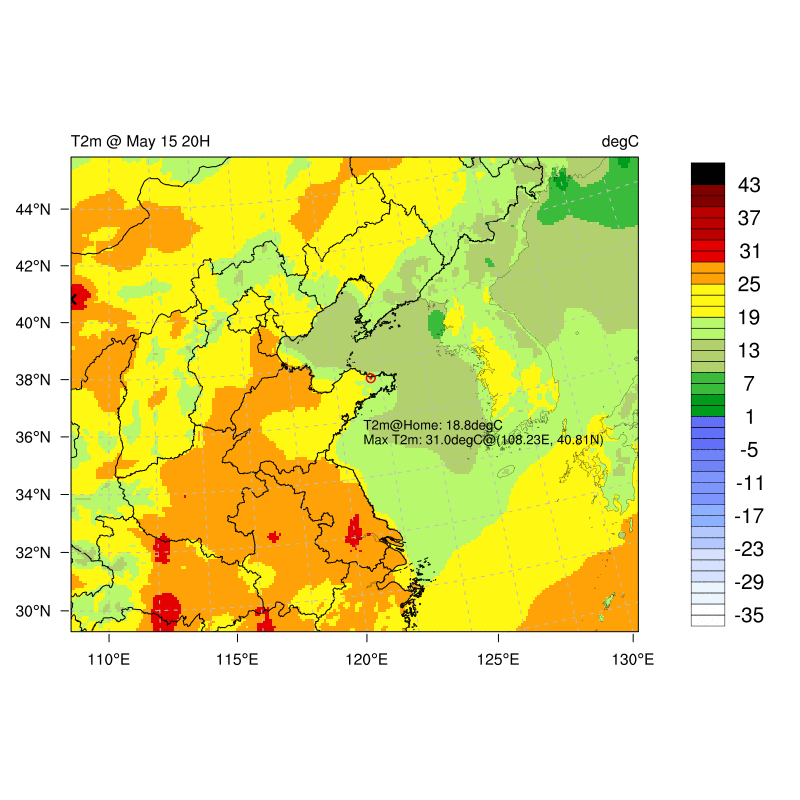 T2m @ May 15 20H
degC
44°N
42°N
40°N
38°N
36°N
34°N
32°N
30°N
110°E
115°E
120°E
125°E
130°E
T2m@Home: 18.8degC
Max T2m: 31.0degC@(108.23E, 40.81N)
43
37
31
25
19
13
7
1
-5
-11
-17
-23
-29
-35